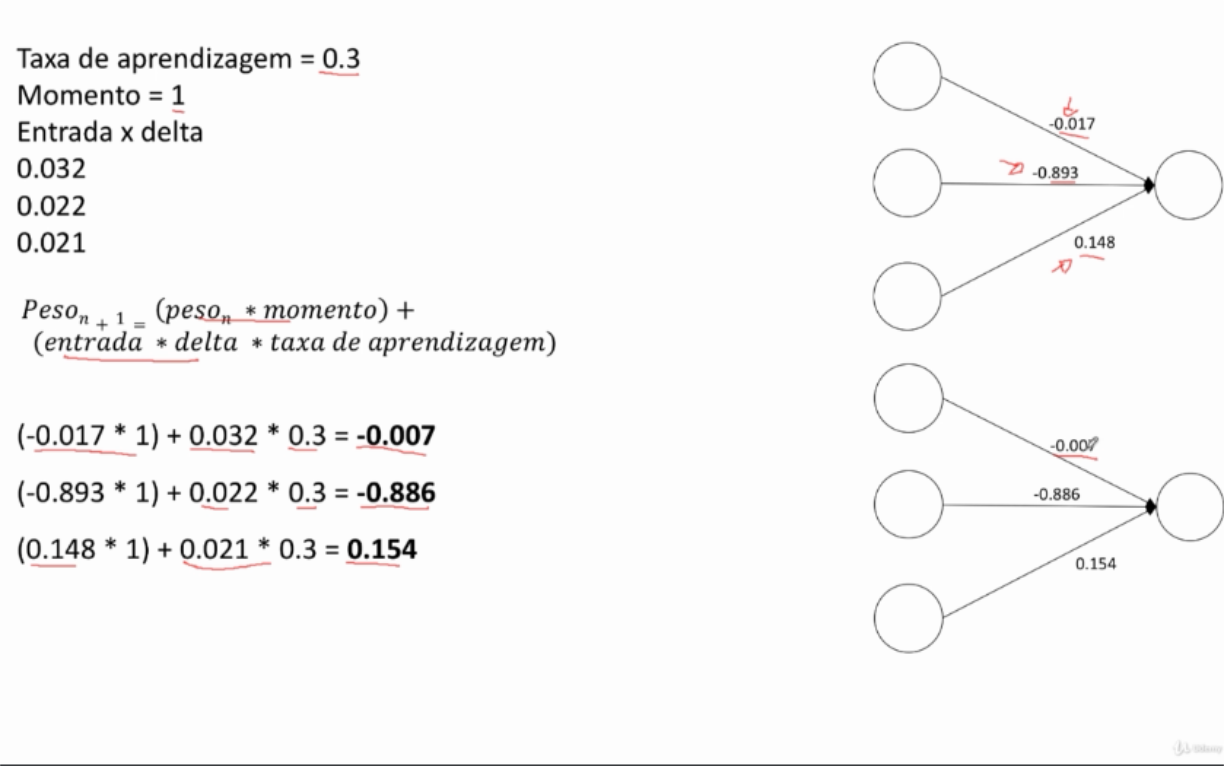 Taxa de aprendizagem = 0.3
Momento = 1
Entrada x delta
0.032
0.022
0.021
Peso n + 1 = (peso n * momento) +
(entrada * delta * taxa de aprendizagem)
(-0.017 * 1) + 0.032 * 0.3 = -0.007
(-0.893 * 1) + 0.022 * 0.3 = -0.886
(0.148 * 1) + 0.021 * 0.3 = 0.154
-0.017
-0.893
0.148
-0.007
-0.886
0.154
Udemy